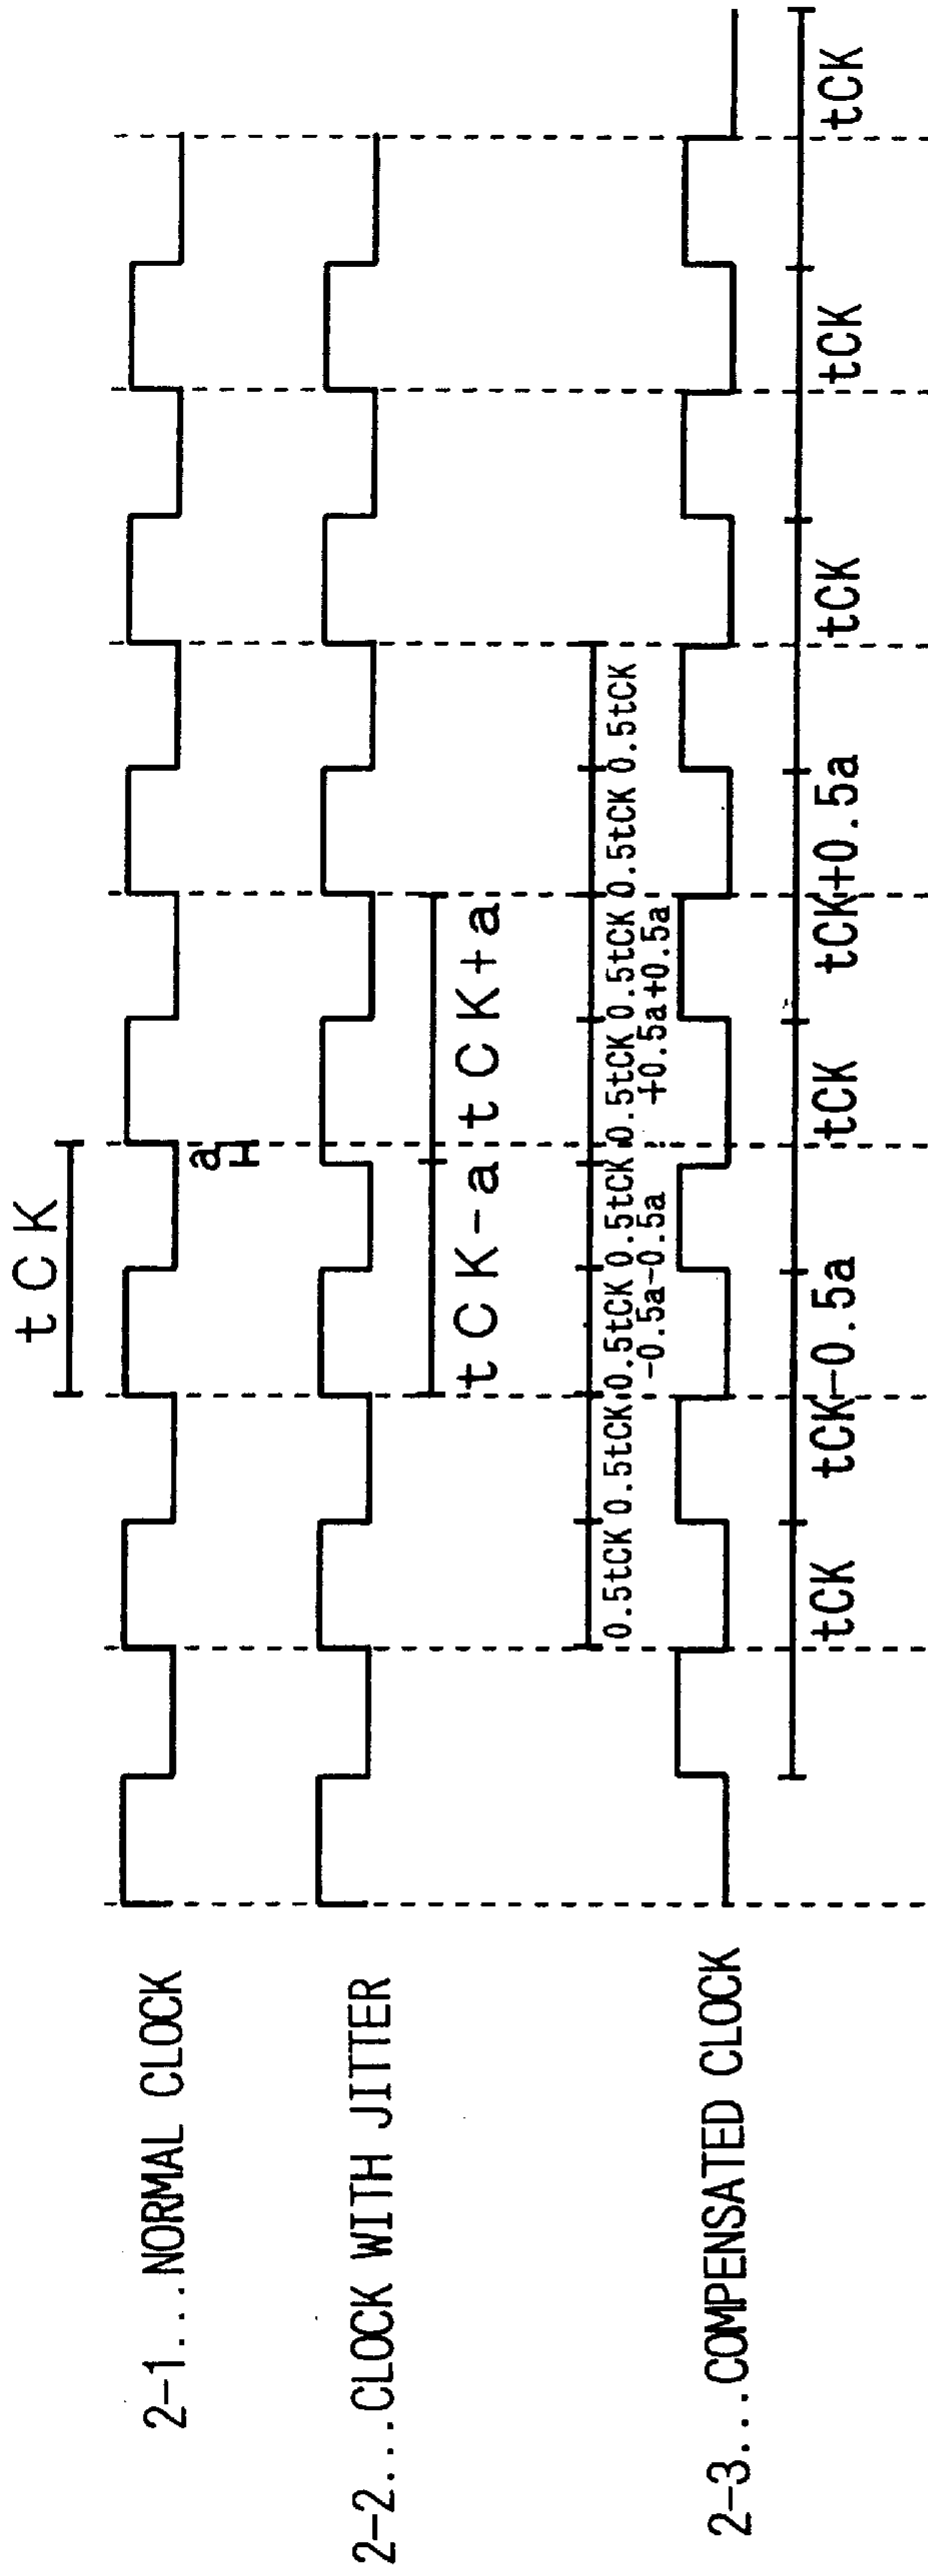 tCK
2-1...NORMAL CLOCK
a
2-2...CLOCK WITH JITTER
tCK-a tCK+a
0.5tCK 0.5tCK 0.5tCK 0.5tCK 0.5tCK 0.5tCK 0.5tCK 0.5tCK
-0.5a -0.5a +0.5a +0.5a
2-3...COMPENSATED CLOCK
tCK tCK-0.5a tCK tCK+0.5a tCK tCK tCK